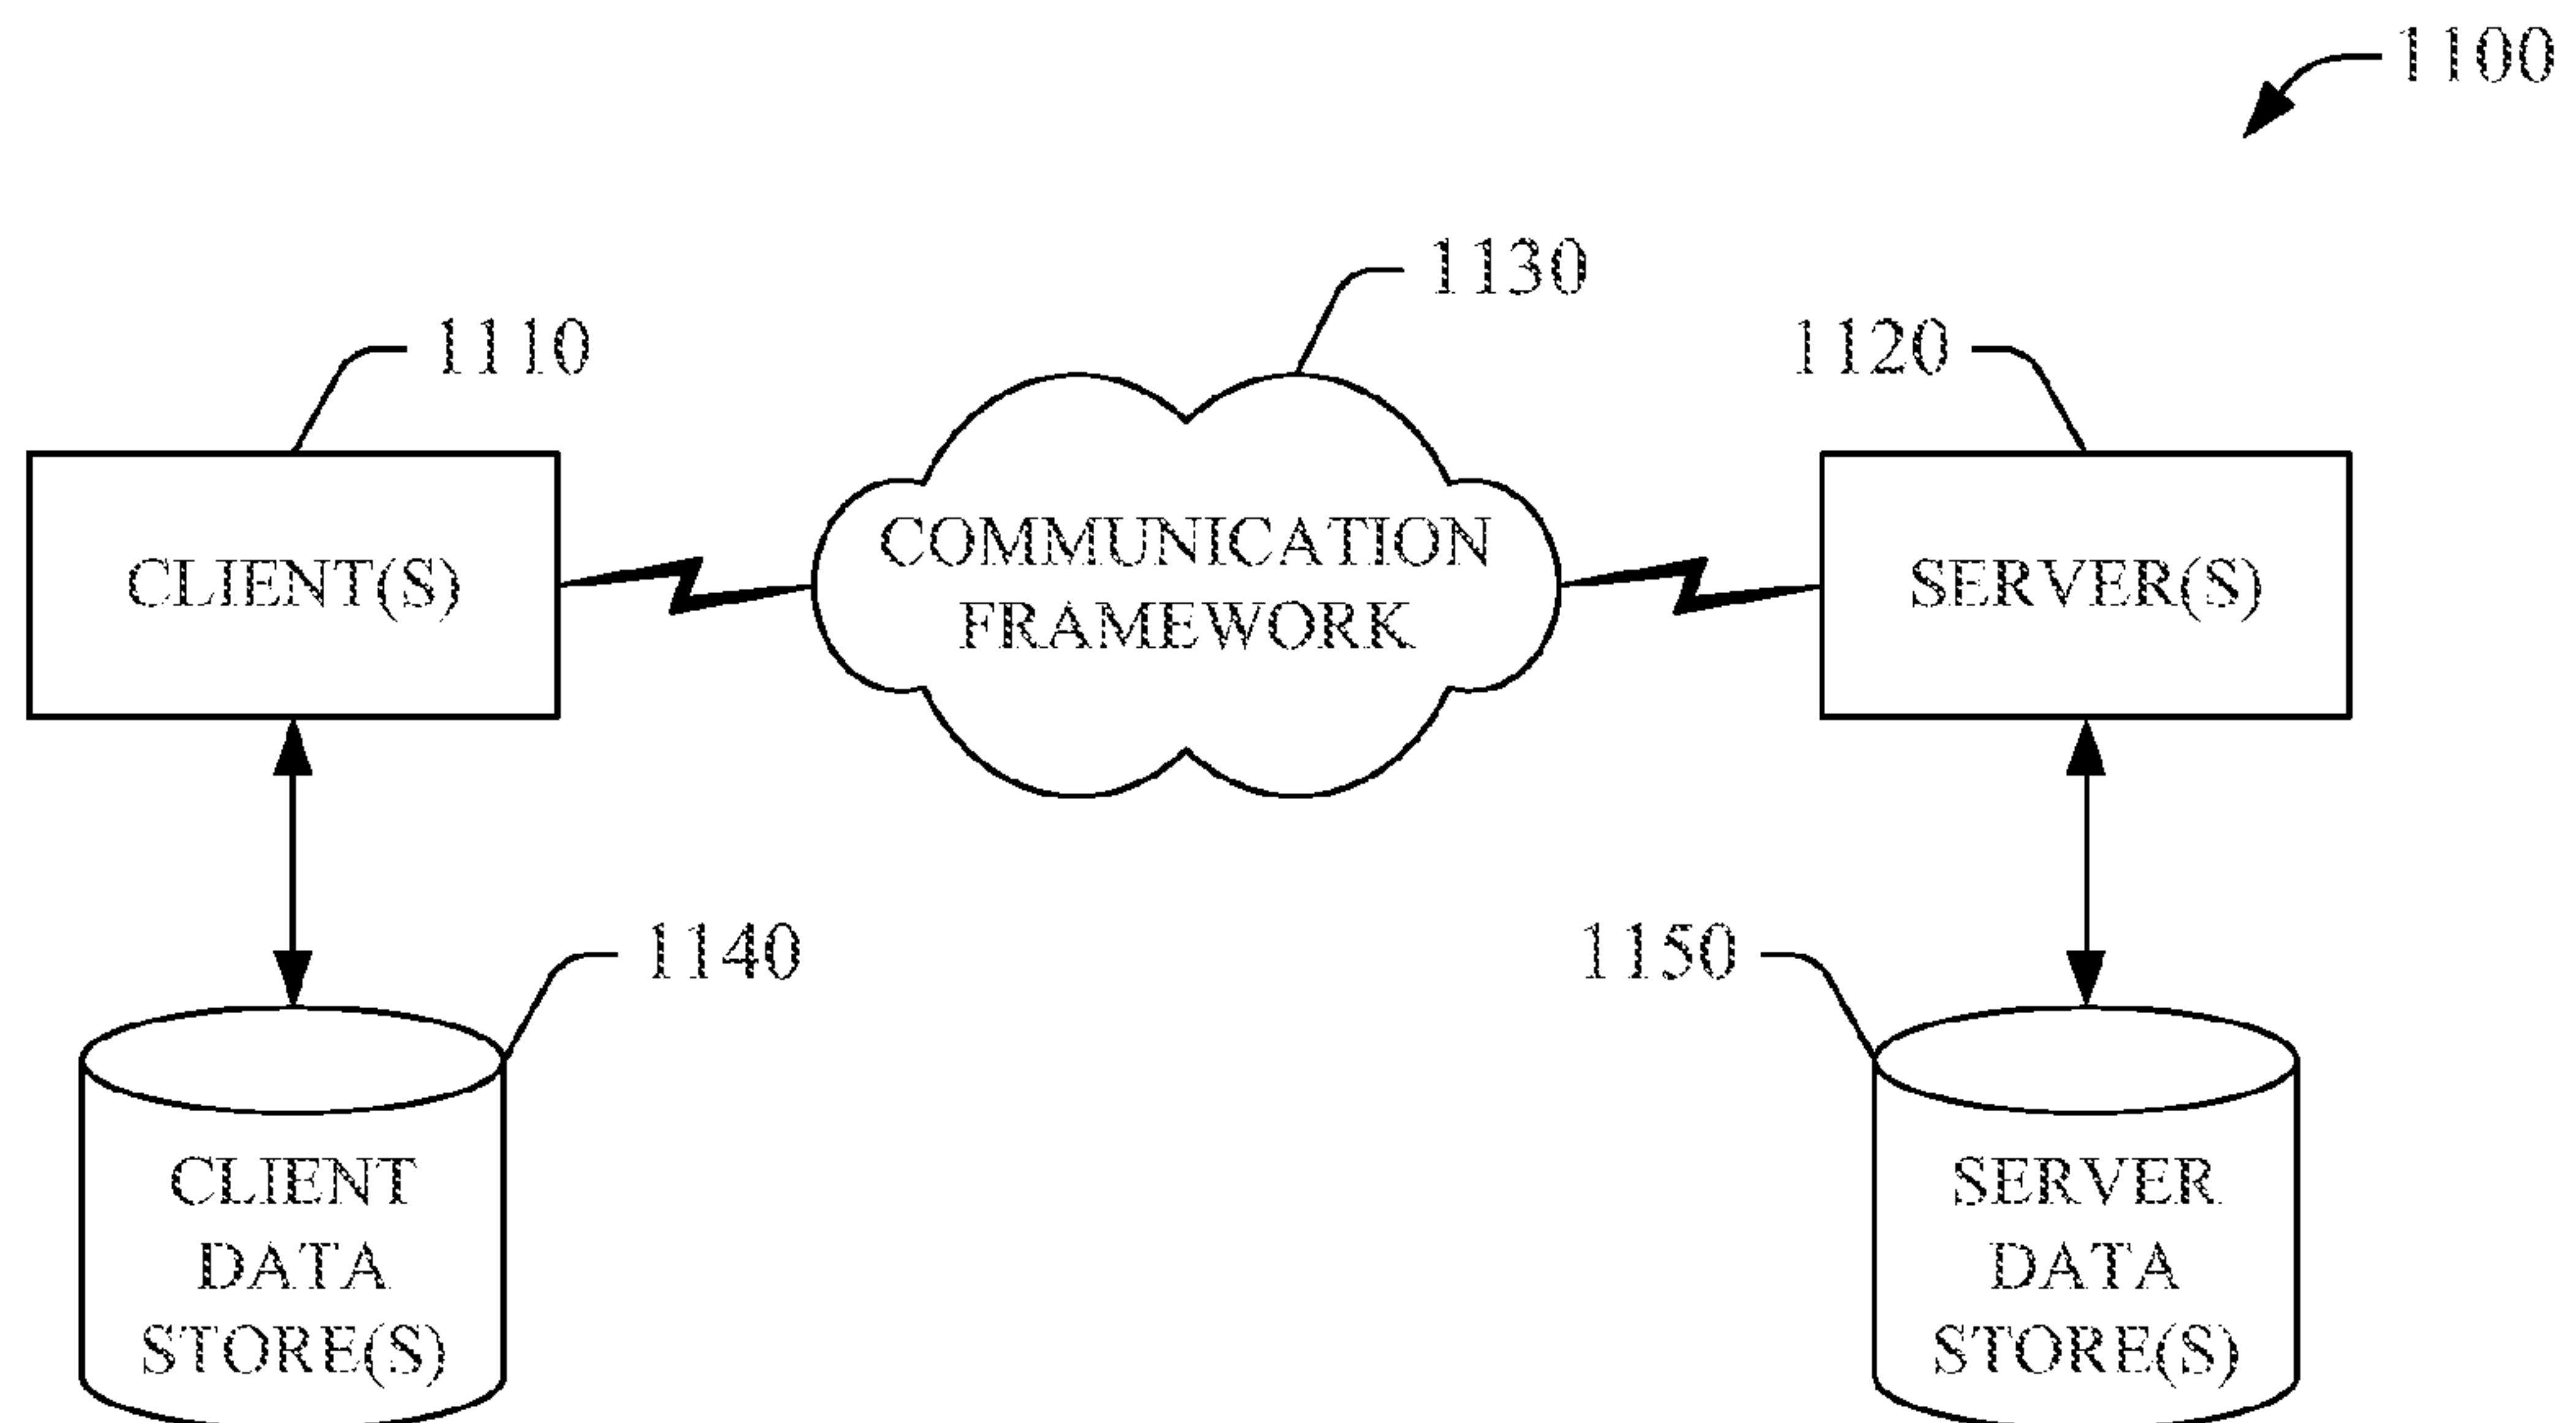 1100
1130
1110
1120
COMMUNICATION
FRAMEWORK
CLIENT(S)
SERVER(S)
1140
1150
CLIENT
DATA
STORE(S)
SERVER
DATA
STORE(S)